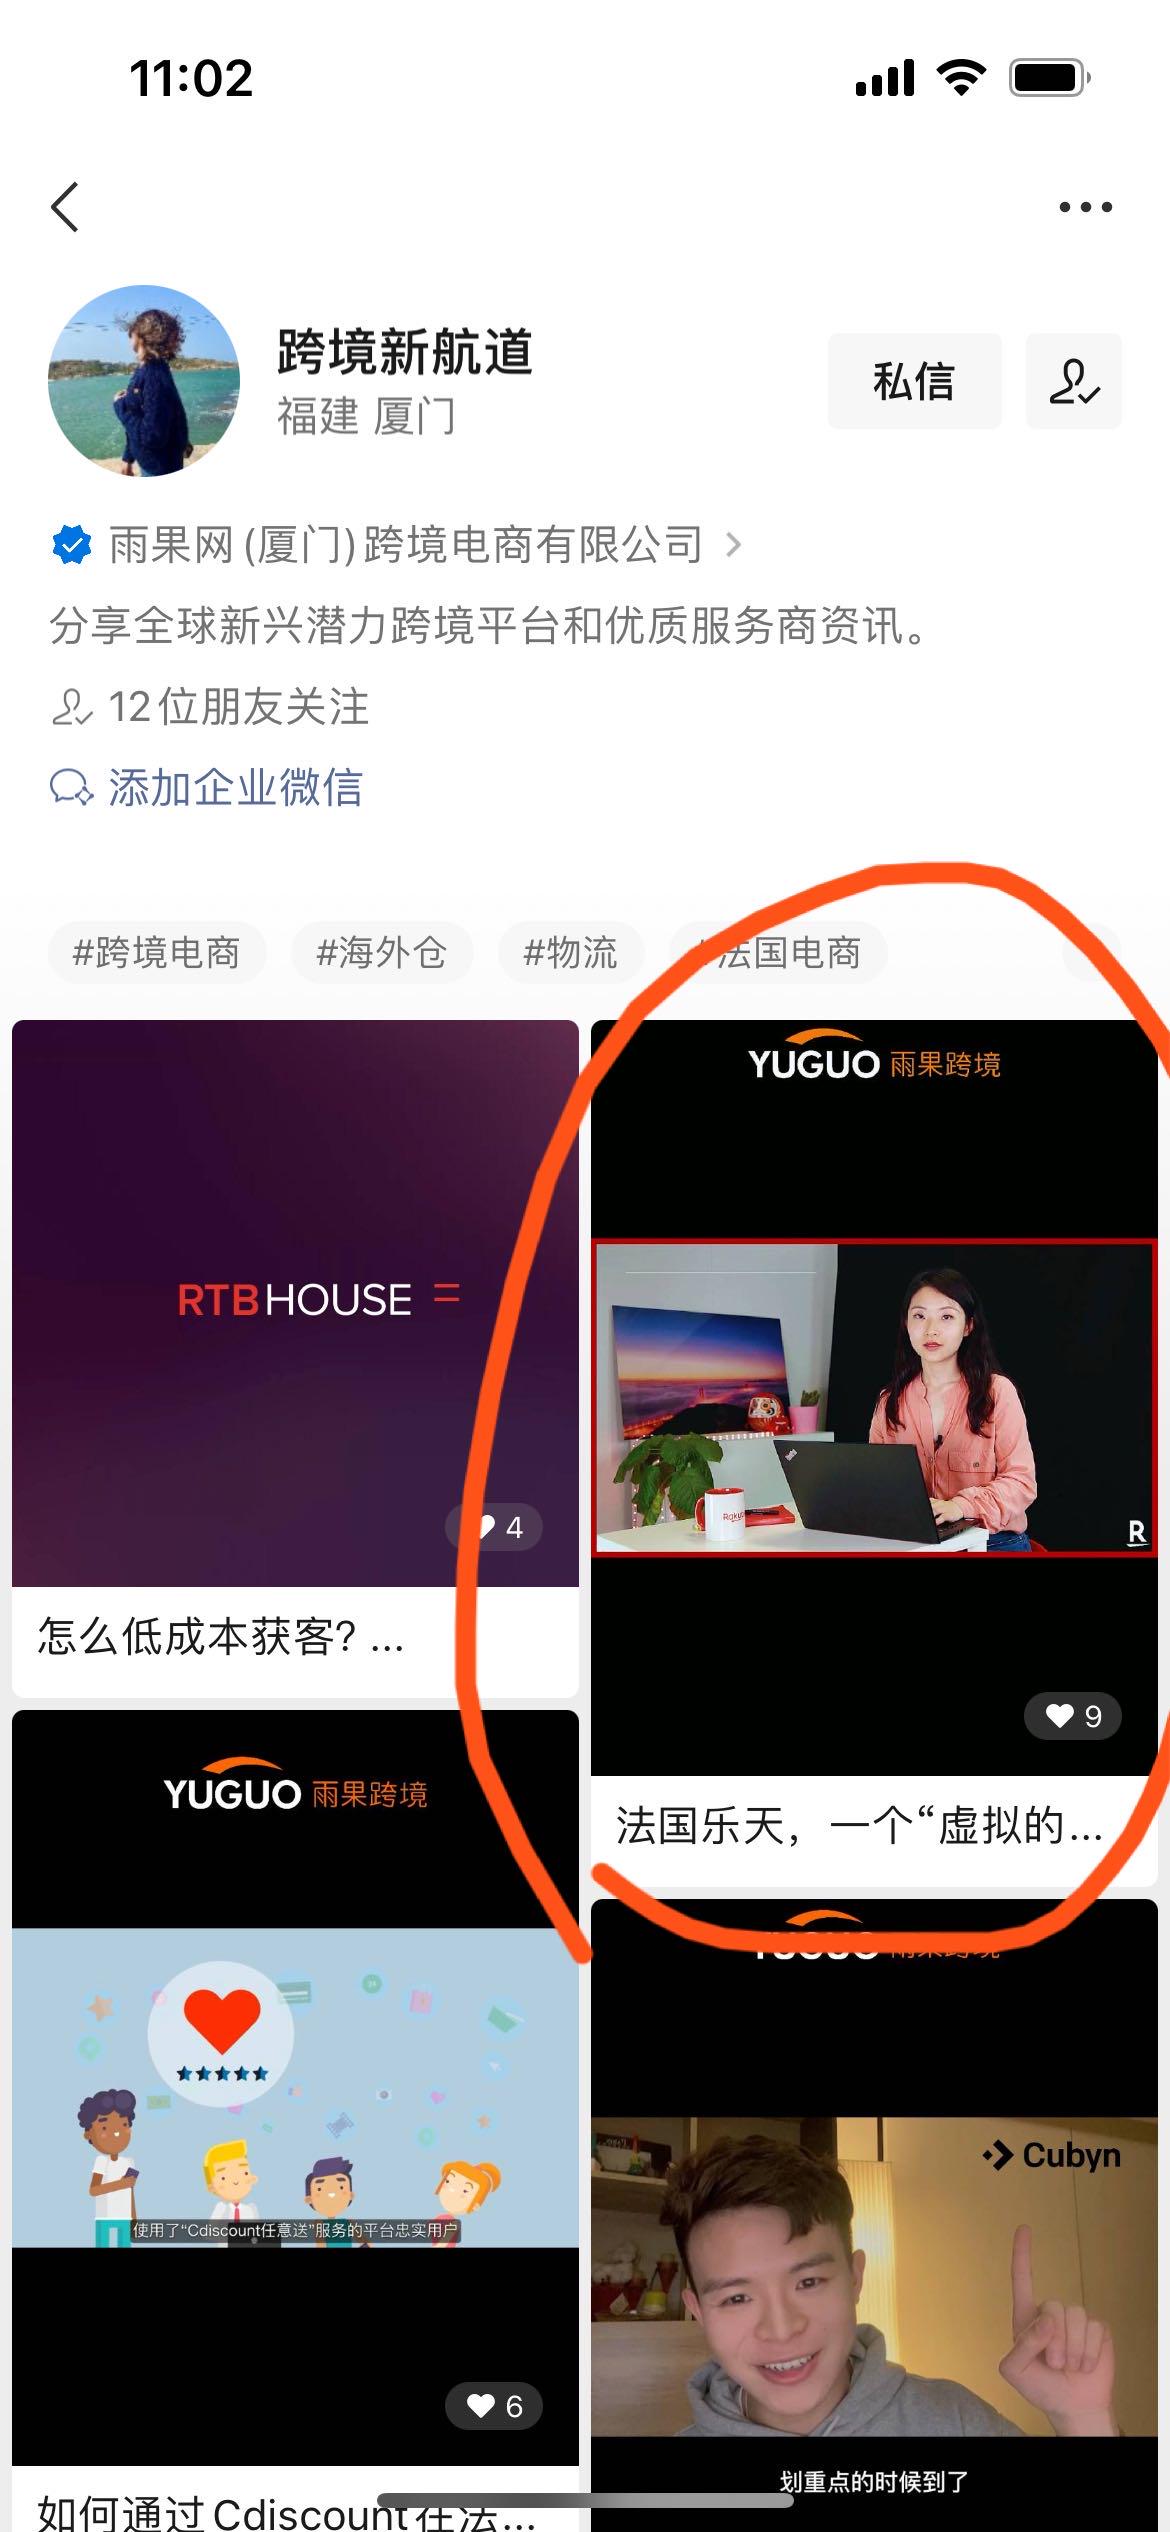 11:02
跨境新航道
福建 厦门
私信
雨果网(厦门)跨境电商有限公司
分享全球新兴潜力跨境平台和优质服务商资讯。
12位朋友关注
添加企业微信
#跨境电商
#海外仓
#物流
法国电商
RTBHOUSE =
4
怎么低成本获客? ...
YUGUO 雨果跨境
Rakuten
R
9
法国乐天，一个“虚拟的...
YUGUO 雨果跨境
使用了“Cdiscount任意送”服务的平台忠实用户
6
如何通过Cdiscount在法...
YUGUO 雨果跨境
Cubyn
划重点的时候到了